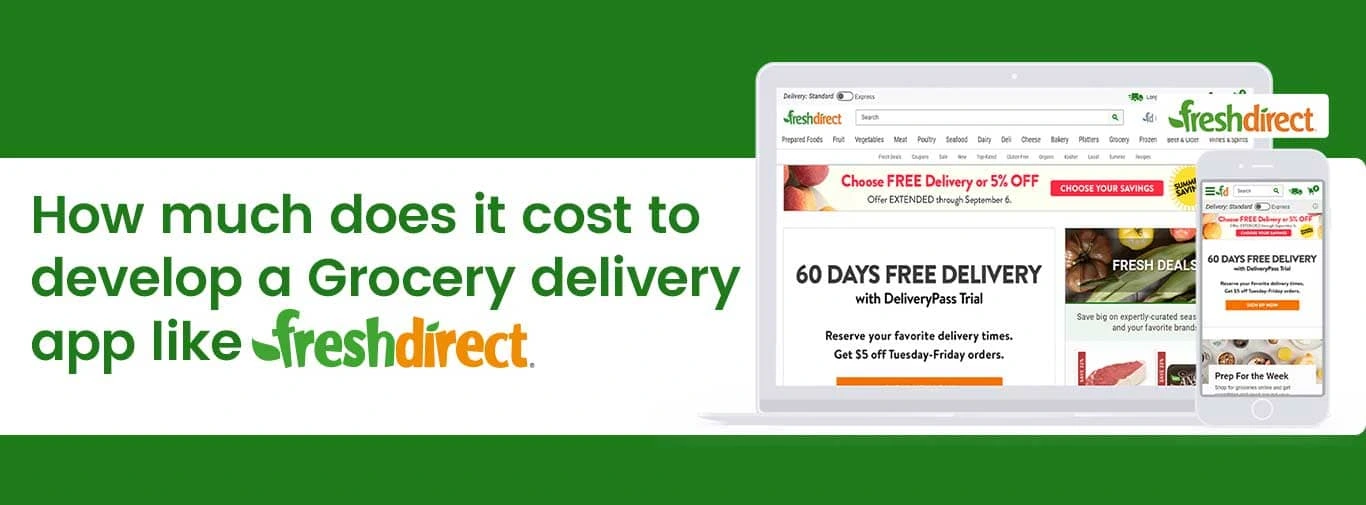 How much does it cost to
develop a Grocery delivery
app like freshdirect®
Delivery: Standard Express
freshdirect
Search
freshdirect
Prepared Foods Fruit Vegetables Meat Poultry Seafood Dairy Deli Cheese Bakery Platters Grocery Frozen Beer & Cider Wines & Spirits
Fresh Deals Coupons Sale New Top-Rated Gluten-Free Organic Kosher Local Summer Recipes
Choose FREE Delivery or 5% OFF
Offer EXTENDED through September 6.
CHOOSE YOUR SAVINGS
60 DAYS FREE DELIVERY
with DeliveryPass Trial
Reserve your favorite delivery times.
Get $5 off Tuesday-Friday orders.
FRESH DEALS
Save big on expertly-curated
and your favorite
fd
Search
Delivery: Standard Express
Choose FREE Delivery or 5% OFF
CHOOSE YOUR SAVINGS
60 DAYS FREE DELIVERY
with DeliveryPass Trial
Reserve your favorite delivery times.
Get $5 off Tuesday-Friday orders.
SIGN UP NOW
Prep For the Week
Shop for groceries online and get